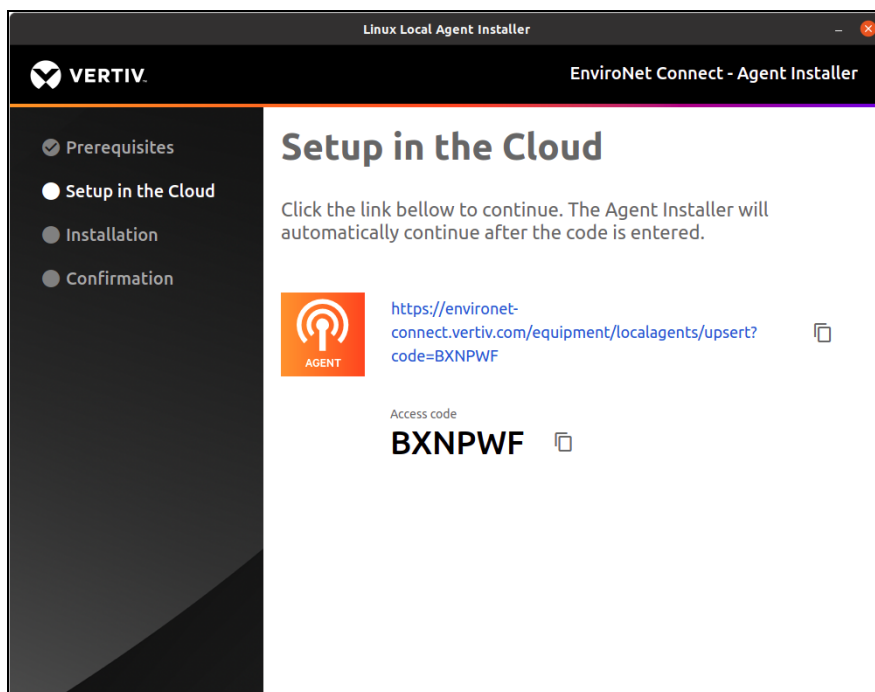 Linux Local Agent Installer
VERTIV™
EnviroNet Connect - Agent Installer
Prerequisites
Setup in the Cloud
Installation
Confirmation
Setup in the Cloud
Click the link bellow to continue. The Agent Installer will
automatically continue after the code is entered.
AGENT
https://environet-
connect.vertiv.com/equipment/localagents/upsert?
code=BXNPWF
Access code
BXNPWF